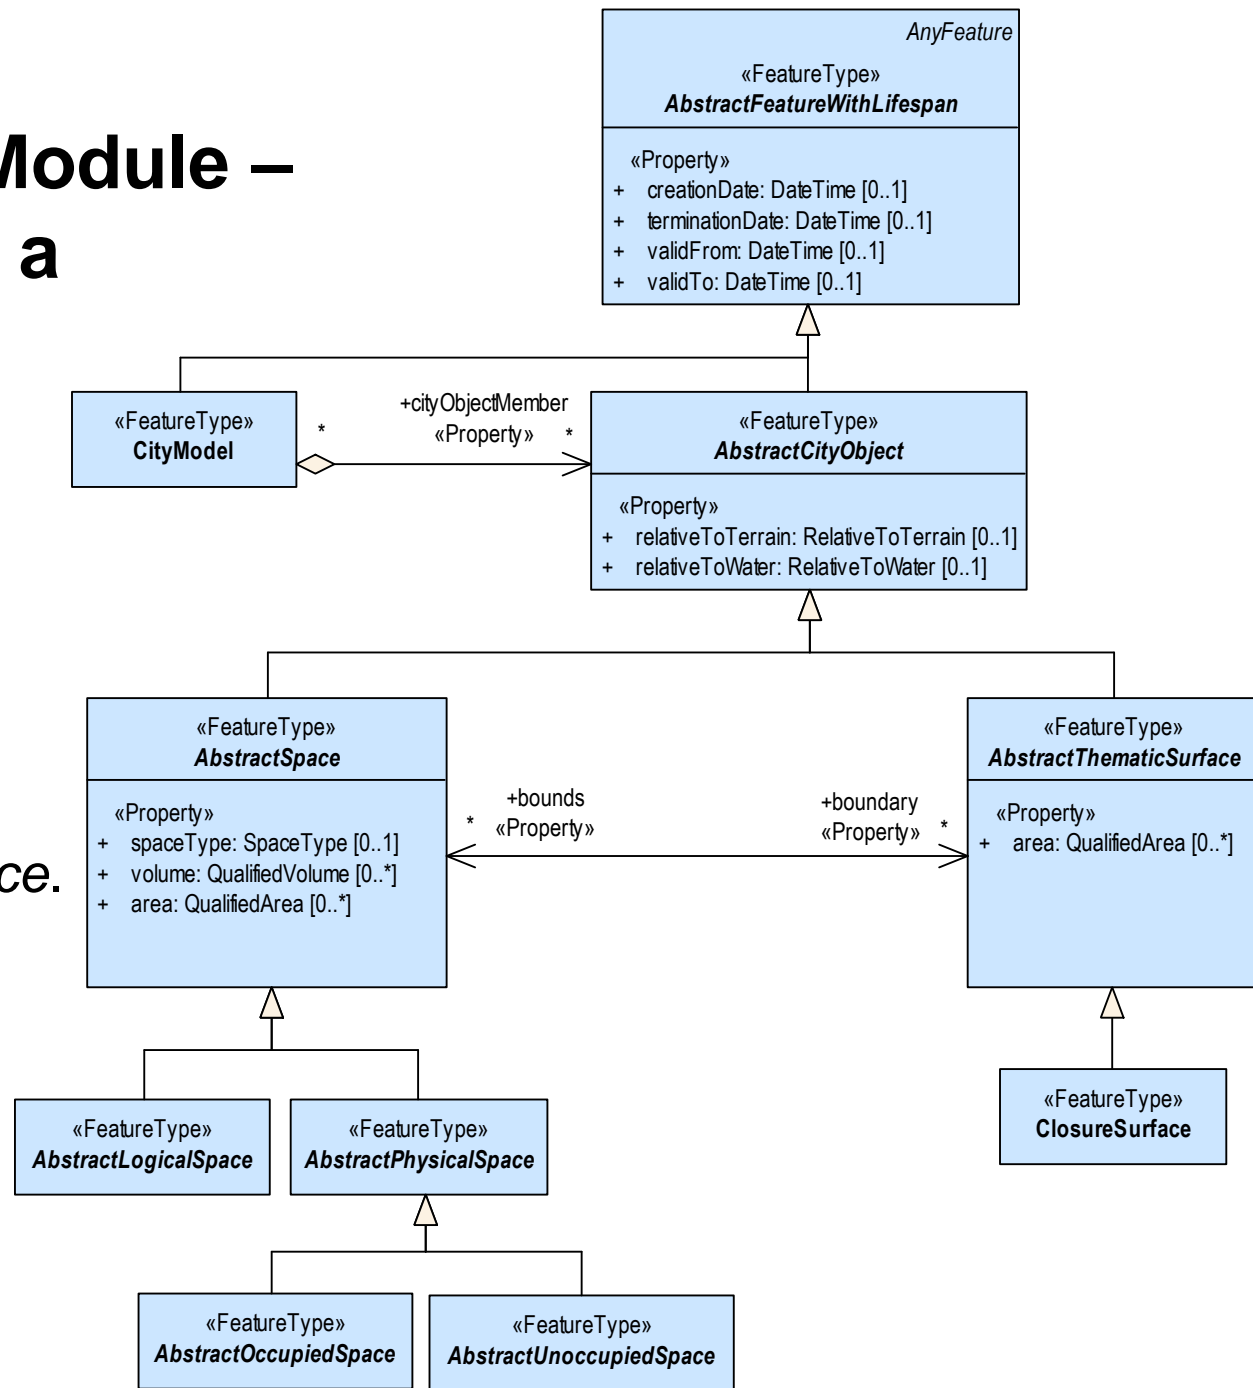 AnyFeature
«FeatureType»
AbstractFeatureWithLifespan
«Property»
+ creationDate: DateTime [0..1]
+ terminationDate: DateTime [0..1]
+ validFrom: DateTime [0..1]
+ validTo: DateTime [0..1]
Module –
a
«FeatureType»
CityModel
*
+cityObjectMember
«Property»
*
«FeatureType»
AbstractCityObject
«Property»
+ relativeToTerrain: RelativeToTerrain [0..1]
+ relativeToWater: RelativeToWater [0..1]
«FeatureType»
AbstractSpace
«Property»
+ spaceType: SpaceType [0..1]
+ volume: QualifiedVolume [0..*]
+ area: QualifiedArea [0..*]
ce.
*
+bounds
«Property»
+boundary
«Property»
*
«FeatureType»
AbstractThematicSurface
«Property»
+ area: QualifiedArea [0..*]
«FeatureType»
AbstractLogicalSpace
«FeatureType»
AbstractPhysicalSpace
«FeatureType»
ClosureSurface
«FeatureType»
AbstractOccupiedSpace
«FeatureType»
AbstractUnoccupiedSpace